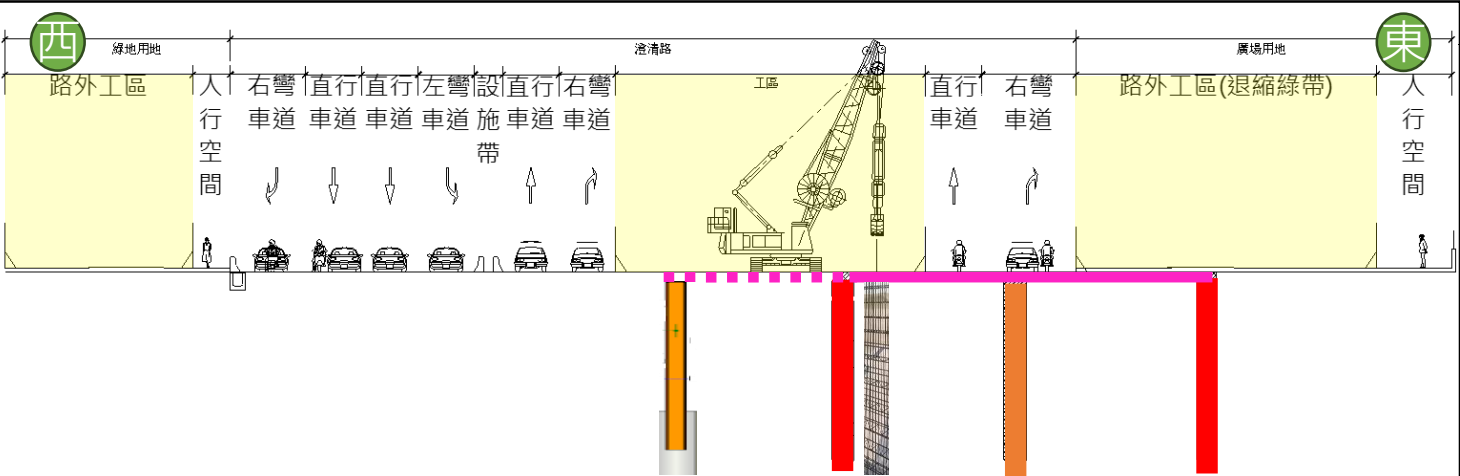 西
東
綠地用地
澄清路
廣場用地
路外工區
人行空間
右彎車道
直行車道
直行車道
左彎車道
設施帶
直行車道
右彎車道
工區
直行車道
右彎車道
路外工區(退縮綠帶)
人行空間